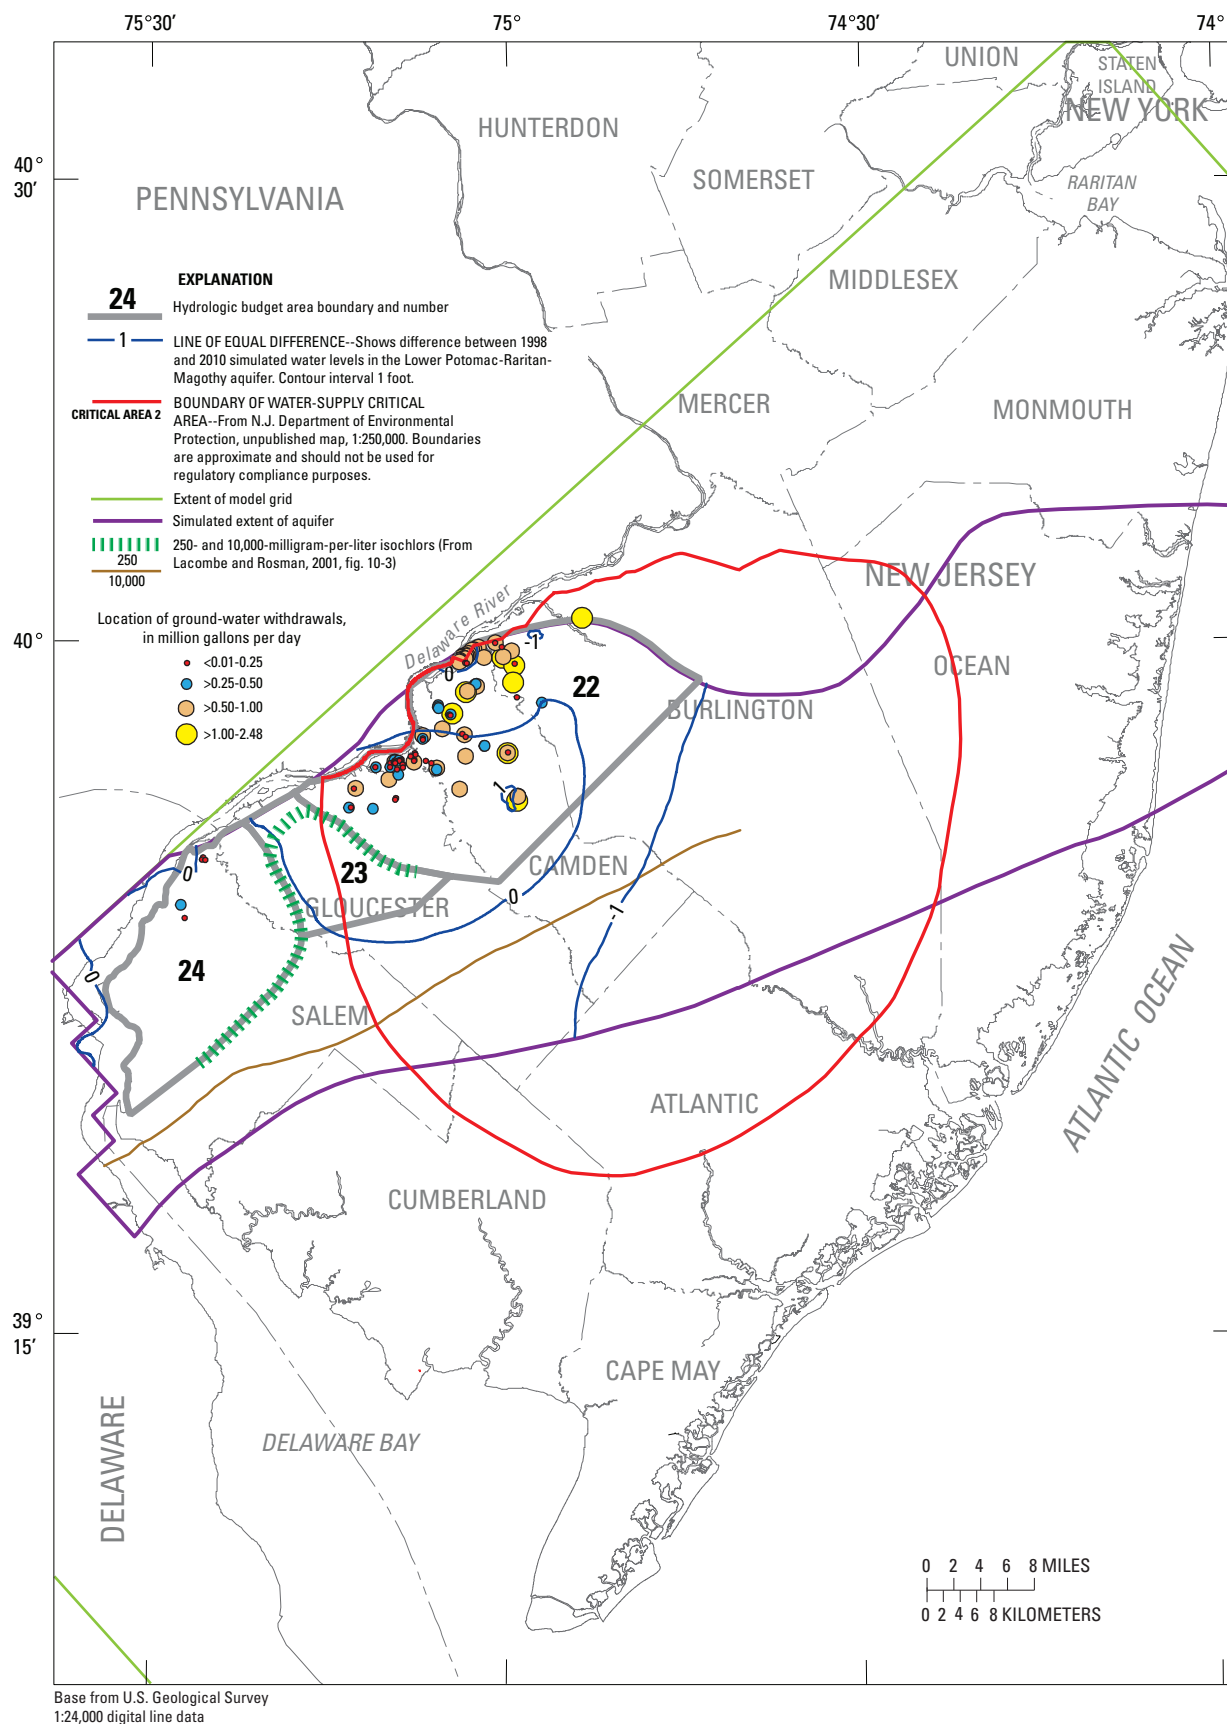 75°30'
75°
74°30'
74°
UNION
STATEN
ISLAND
NEW YORK
HUNTERDON
40°
30'
PENNSYLVANIA
SOMERSET
RARITAN
BAY
MIDDLESEX
EXPLANATION
24
Hydrologic budget area boundary and number
1
LINE OF EQUAL DIFFERENCE--Shows difference between 1998
and 2010 simulated water levels in the Lower Potomac-Raritan-
Magothy aquifer. Contour interval 1 foot.
BOUNDARY OF WATER-SUPPLY CRITICAL
CRITICAL AREA 2
AREA--From N.J. Department of Environmental
Protection, unpublished map, 1:250,000. Boundaries
are approximate and should not be used for
regulatory compliance purposes.
MERCER
MONMOUTH
Extent of model grid
Simulated extent of aquifer
250- and 10,000-milligram-per-liter isochlors (From
250
Lacombe and Rosman, 2001, fig. 10-3)
10,000
NEW JERSEY
Location of ground-water withdrawals,
in million gallons per day
<0.01-0.25
>0.25-0.50
>0.50-1.00
>1.00-2.48
Delaware River
40°
-1
0
22
OCEAN
BURLINGTON
1
0
23
CAMDEN
GLOUCESTER
0
-1
24
0
SALEM
ATLANTIC OCEAN
ATLANTIC
CUMBERLAND
39°
15'
CAPE MAY
DELAWARE
DELAWARE BAY
0 2 4 6 8 MILES
0 2 4 6 8 KILOMETERS
Base from U.S. Geological Survey
1:24,000 digital line data